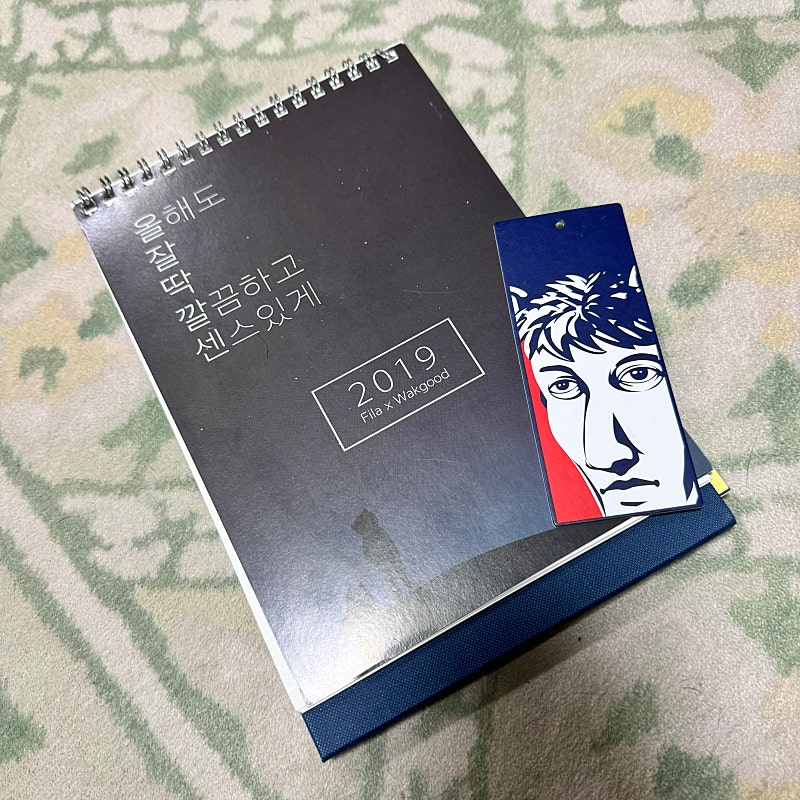 올해도
잘
딱
깔끔하고
센스있게
2019
Fila x Wakgood